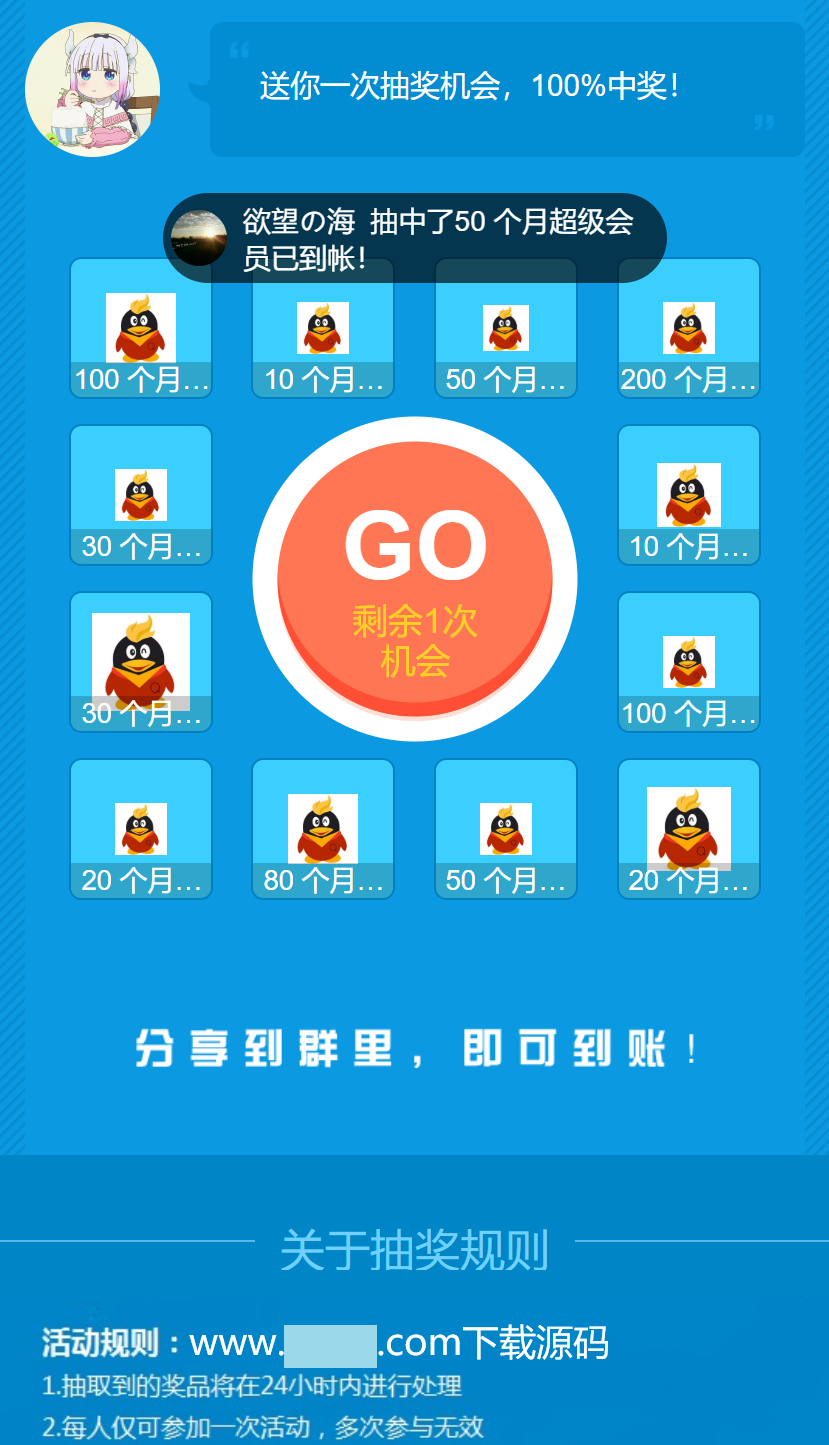 送你一次抽奖机会，100%中奖！
欲望の海 抽中了50 个月超级会
员已到帐！
100 个月…
10 个月…
50 个月…
200 个月…
30 个月…
10 个月…
GO
剩余1次
机会
30 个月…
100 个月…
20 个月…
80 个月…
50 个月…
20 个月…
分享到群里，即可到账！
关于抽奖规则
活动规则：www. .com下载源码
1.抽取到的奖品将在24小时内进行处理
2.每人仅可参加一次活动，多次参与无效